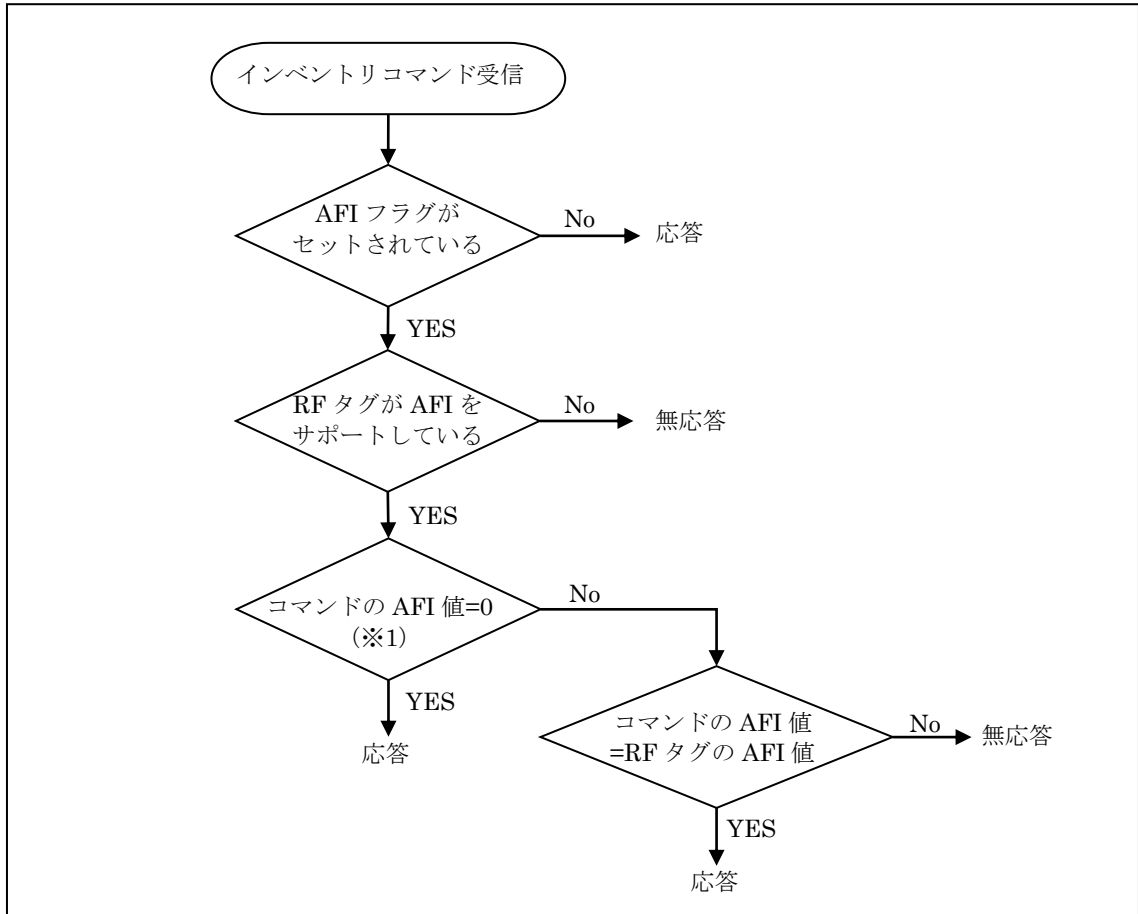 インベントリコマンド受信
AFI フラグが
セットされている
No
応答
YES
RF タグが AFI を
サポートしている
No
無応答
YES
コマンドの AFI 値=0
(※1)
No
YES
応答
コマンドの AFI 値
=RF タグの AFI 値
No
無応答
YES
応答